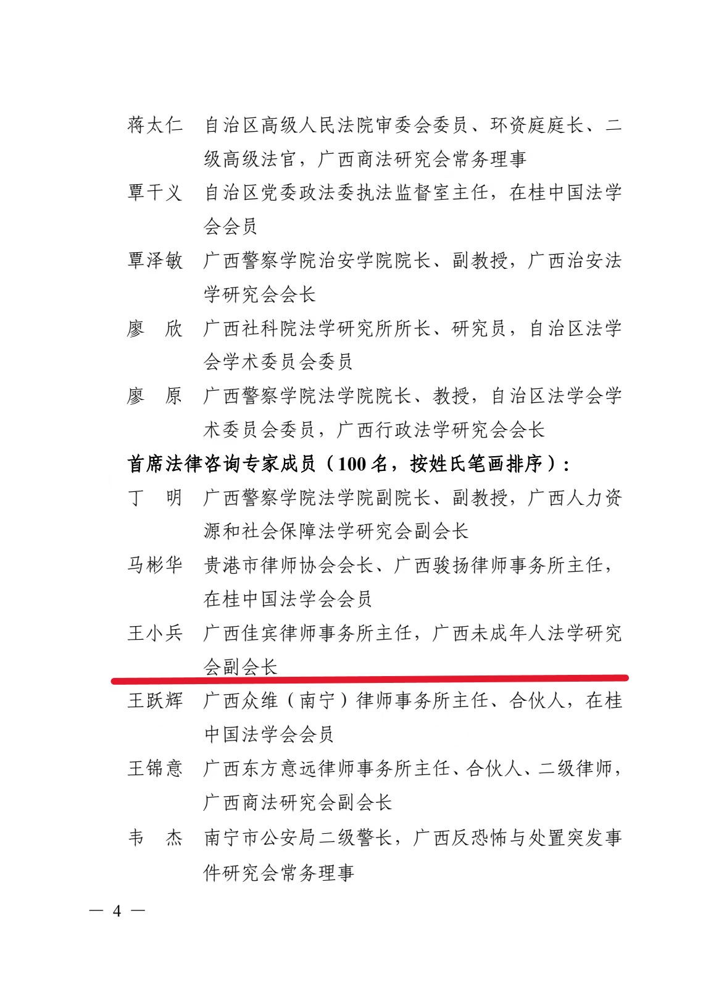 蒋太仁 自治区高级人民法院审委会委员、环资庭庭长、二
级高级法官，广西商法研究会常务理事
覃干义 自治区党委政法委执法监督室主任，在桂中国法学
会会员
覃泽敏 广西警察学院治安学院院长、副教授，广西治安法
学研究会会长
廖　欣 广西社科院法学研究所所长、研究员，自治区法学
会学术委员会委员
廖　原 广西警察学院法学院院长、教授，自治区法学会学
术委员会委员，广西行政法学研究会会长
首席法律咨询专家成员（100 名，按姓氏笔画排序）：
丁　明 广西警察学院法学院副院长、副教授，广西人力资
源和社会保障法学研究会副会长
马彬华 贵港市律师协会会长、广西骏扬律师事务所主任，
在桂中国法学会会员
王小兵 广西佳宾律师事务所主任，广西未成年人法学研究
会副会长
王跃辉 广西众维（南宁）律师事务所主任、合伙人，在桂
中国法学会会员
王锦意 广西东方意远律师事务所主任、合伙人、二级律师，
广西商法研究会副会长
韦　杰 南宁市公安局二级警长，广西反恐怖与处置突发事
件研究会常务理事
— 4 —